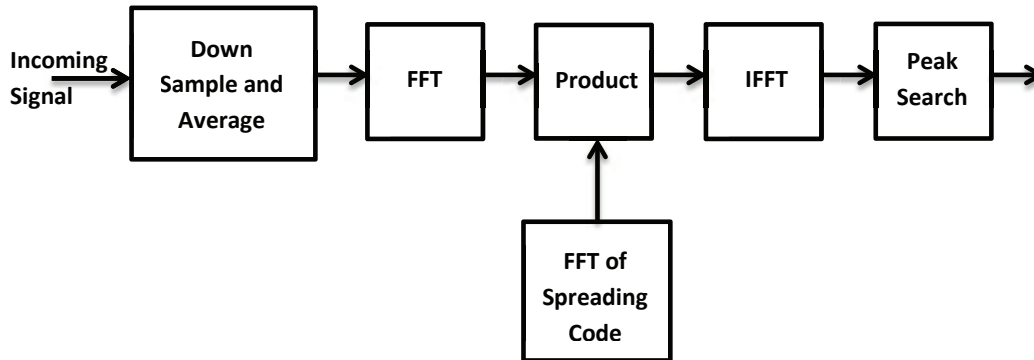 Incoming
Signal
Down
Sample and
Average
FFT
Product
IFFT
Peak
Search
FFT of
Spreading
Code